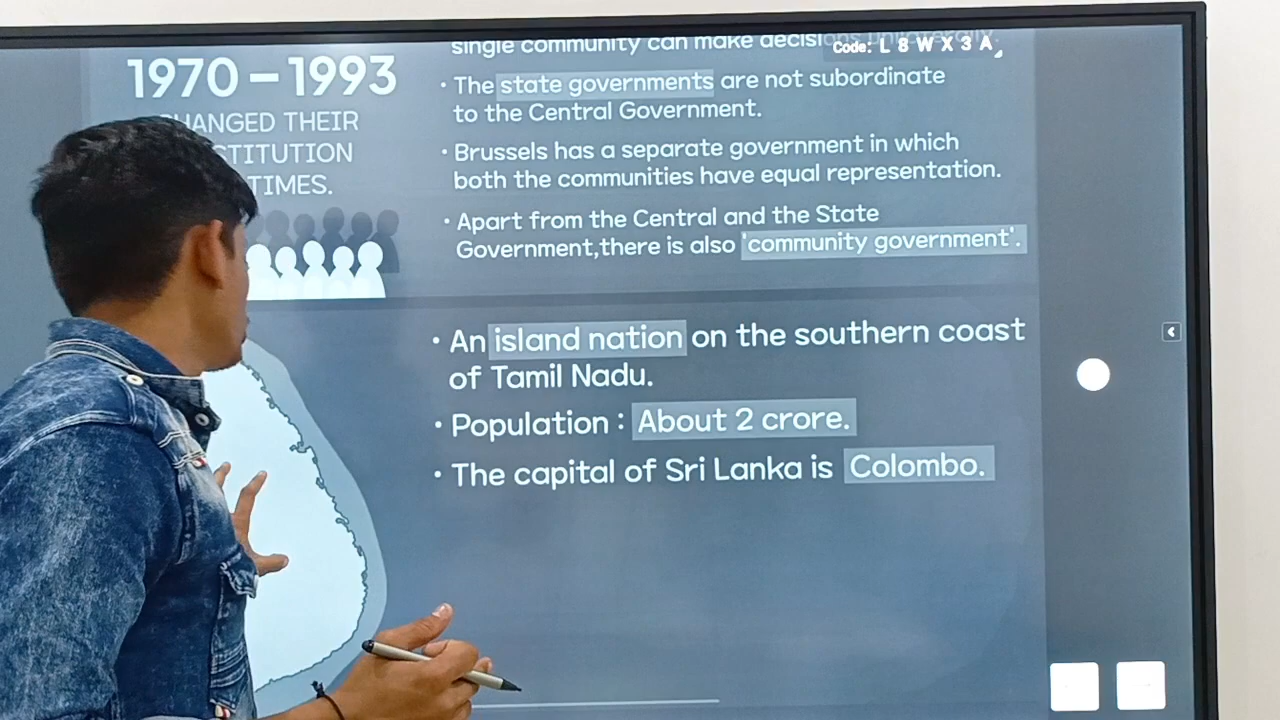 single community can make
Code: L 8 W X 3 A
1970 – 1993
HANGED THEIR
STITUTION
TIMES.
• The state governments are not subordinate
to the Central Government.
• Brussels has a separate government in which
both the communities have equal representation.
• Apart from the Central and the State
Government,there is also 'community government'.
• An island nation on the southern coast
of Tamil Nadu.
• Population : About 2 crore.
• The capital of Sri Lanka is Colombo.